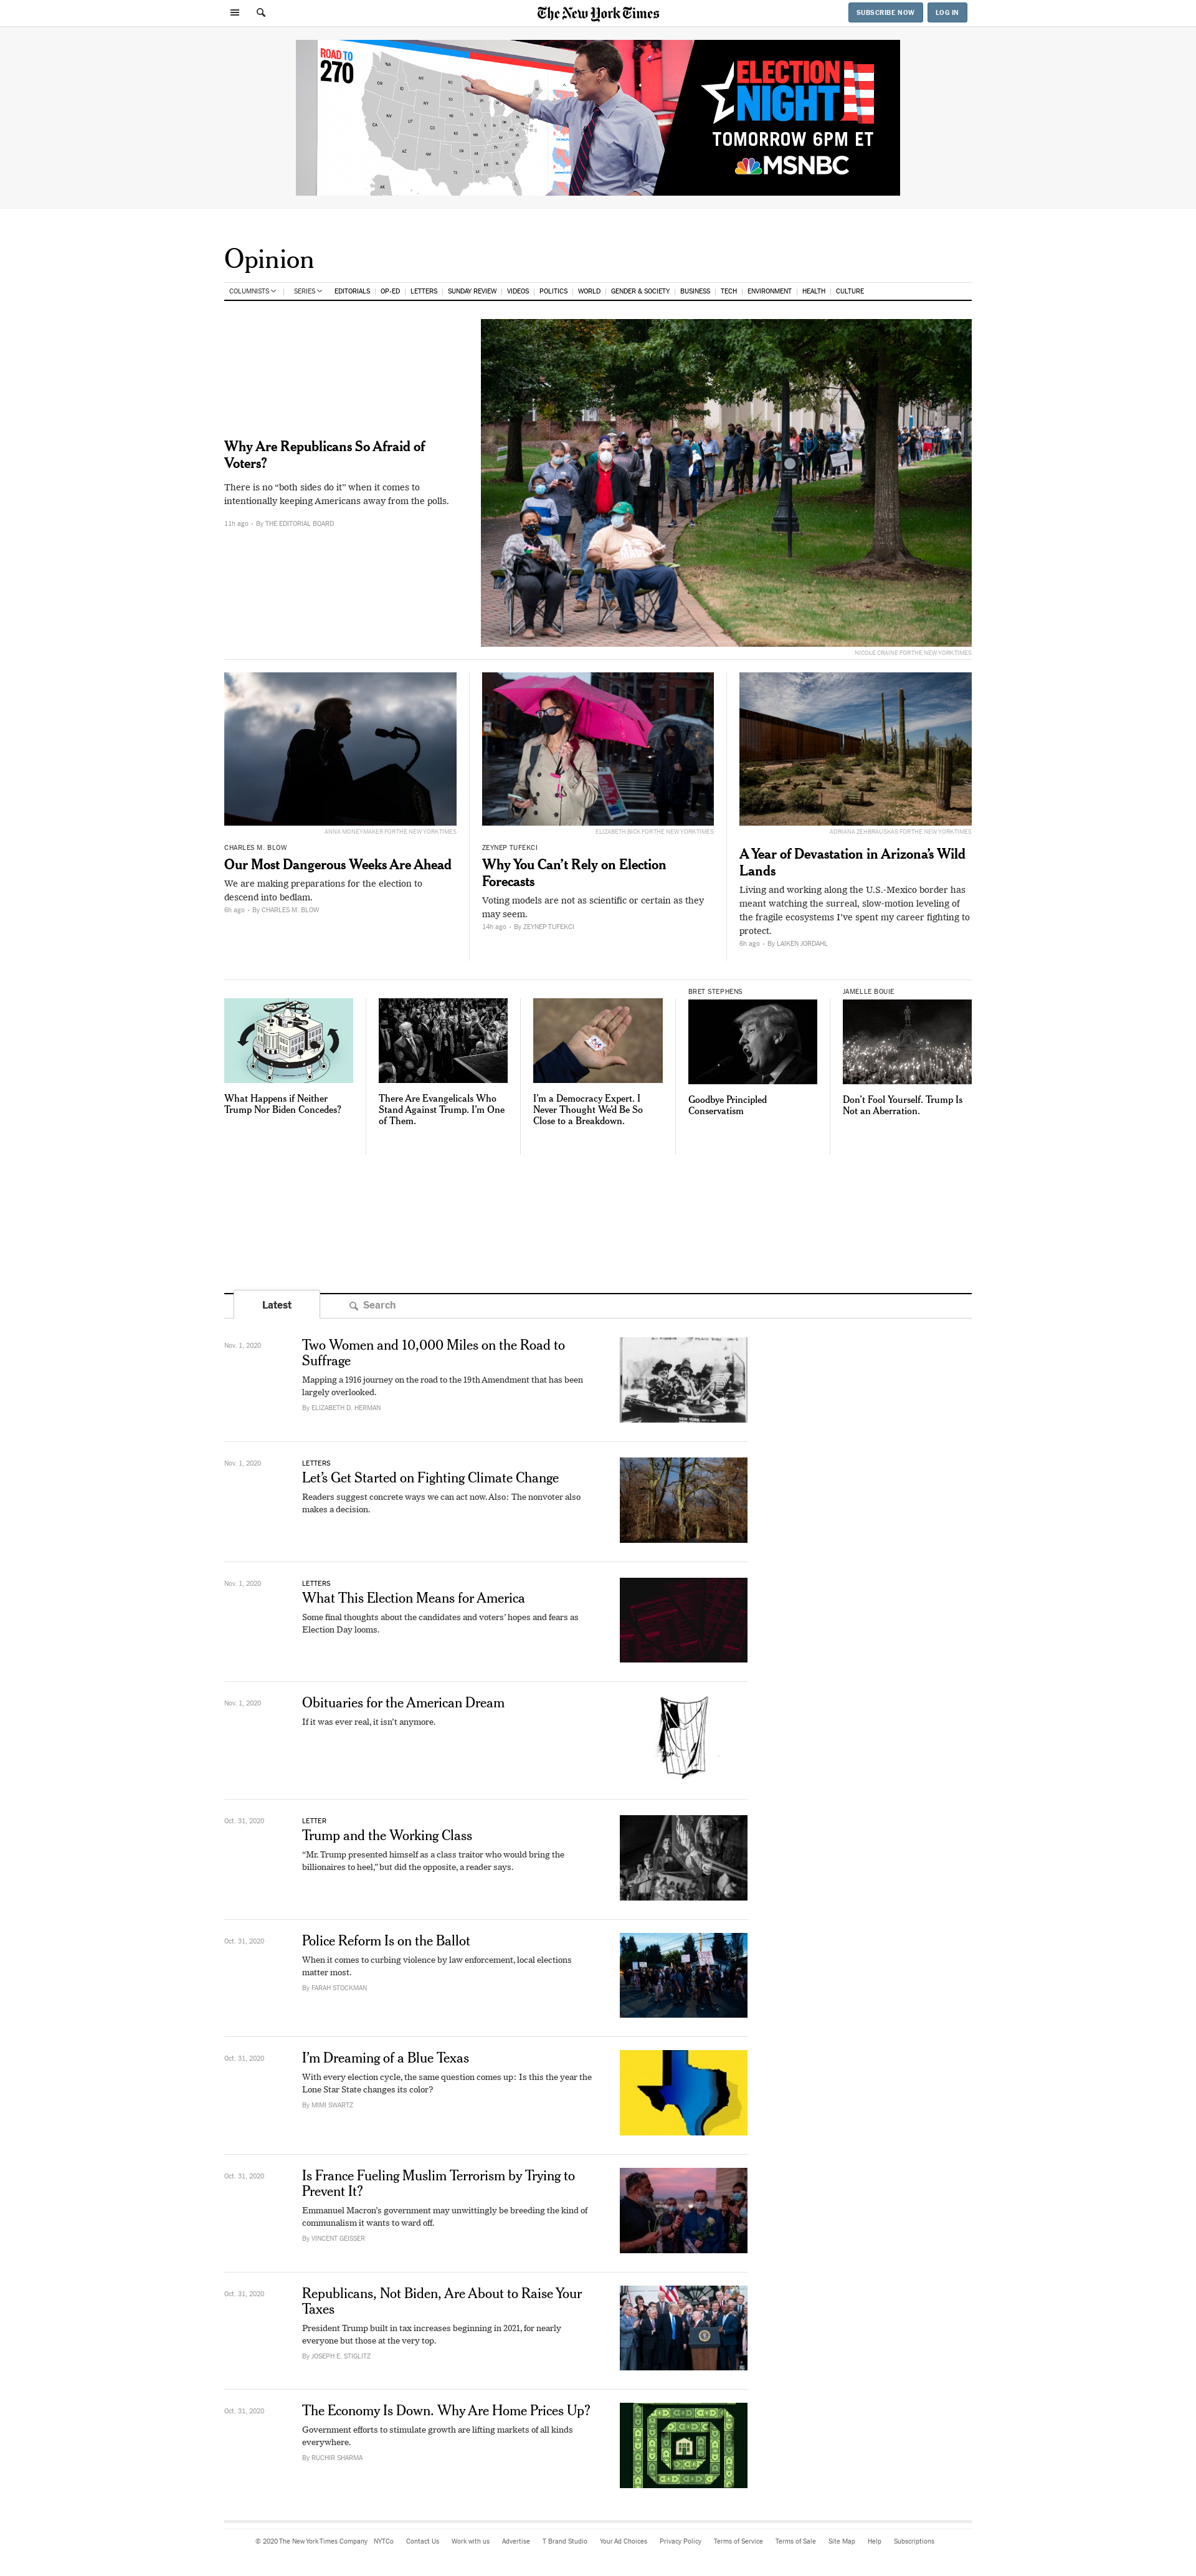 The New York Times
SUBSCRIBE NOW
LOG IN
ROAD TO
270
ELECTION
NIGHT
TOMORROW 6PM ET
MSNBC
Opinion
COLUMNISTS
SERIES
EDITORIALS
OP-ED
LETTERS
SUNDAY REVIEW
VIDEOS
POLITICS
WORLD
GENDER & SOCIETY
BUSINESS
TECH
ENVIRONMENT
HEALTH
CULTURE
Why Are Republicans So Afraid of
Voters?
There is no “both sides do it” when it comes to
intentionally keeping Americans away from the polls.
11h ago · By THE EDITORIAL BOARD
NICOLE CRAINE FOR THE NEW YORK TIMES
ANNA MONEYMAKER FOR THE NEW YORK TIMES
CHARLES M. BLOW
Our Most Dangerous Weeks Are Ahead
We are making preparations for the election to
descend into bedlam.
6h ago · By CHARLES M. BLOW
ELIZABETH BICK FOR THE NEW YORK TIMES
ZEYNEP TUFEKCI
Why You Can’t Rely on Election
Forecasts
Voting models are not as scientific or certain as they
may seem.
14h ago · By ZEYNEP TUFEKCI
ADRIANA ZEHBRAUSKAS FOR THE NEW YORK TIMES
A Year of Devastation in Arizona’s Wild
Lands
Living and working along the U.S.-Mexico border has
meant watching the surreal, slow-motion leveling of
the fragile ecosystems I’ve spent my career fighting to
protect.
6h ago · By LAIKEN JORDAHL
What Happens if Neither
Trump Nor Biden Concedes?
There Are Evangelicals Who
Stand Against Trump. I’m One
of Them.
I’m a Democracy Expert. I
Never Thought We’d Be So
Close to a Breakdown.
BRET STEPHENS
Goodbye Principled
Conservatism
JAMELLE BOUIE
Don’t Fool Yourself. Trump Is
Not an Aberration.
Latest
Search
Nov. 1, 2020
Two Women and 10,000 Miles on the Road to
Suffrage
Mapping a 1916 journey on the road to the 19th Amendment that has been
largely overlooked.
By ELIZABETH D. HERMAN
Nov. 1, 2020
LETTERS
Let’s Get Started on Fighting Climate Change
Readers suggest concrete ways we can act now. Also: The nonvoter also
makes a decision.
Nov. 1, 2020
LETTERS
What This Election Means for America
Some final thoughts about the candidates and voters’ hopes and fears as
Election Day looms.
Nov. 1, 2020
Obituaries for the American Dream
If it was ever real, it isn’t anymore.
Oct. 31, 2020
LETTER
Trump and the Working Class
“Mr. Trump presented himself as a class traitor who would bring the
billionaires to heel,” but did the opposite, a reader says.
Oct. 31, 2020
Police Reform Is on the Ballot
When it comes to curbing violence by law enforcement, local elections
matter most.
By FARAH STOCKMAN
Oct. 31, 2020
I’m Dreaming of a Blue Texas
With every election cycle, the same question comes up: Is this the year the
Lone Star State changes its color?
By MIMI SWARTZ
Oct. 31, 2020
Is France Fueling Muslim Terrorism by Trying to
Prevent It?
Emmanuel Macron’s government may unwittingly be breeding the kind of
communalism it wants to ward off.
By VINCENT GEISSER
Oct. 31, 2020
Republicans, Not Biden, Are About to Raise Your
Taxes
President Trump built in tax increases beginning in 2021, for nearly
everyone but those at the very top.
By JOSEPH E. STIGLITZ
Oct. 31, 2020
The Economy Is Down. Why Are Home Prices Up?
Government efforts to stimulate growth are lifting markets of all kinds
everywhere.
By RUCHIR SHARMA
© 2020 The New York Times Company NYTCo Contact Us Work with us Advertise T Brand Studio Your Ad Choices Privacy Policy Terms of Service Terms of Sale Site Map Help Subscriptions